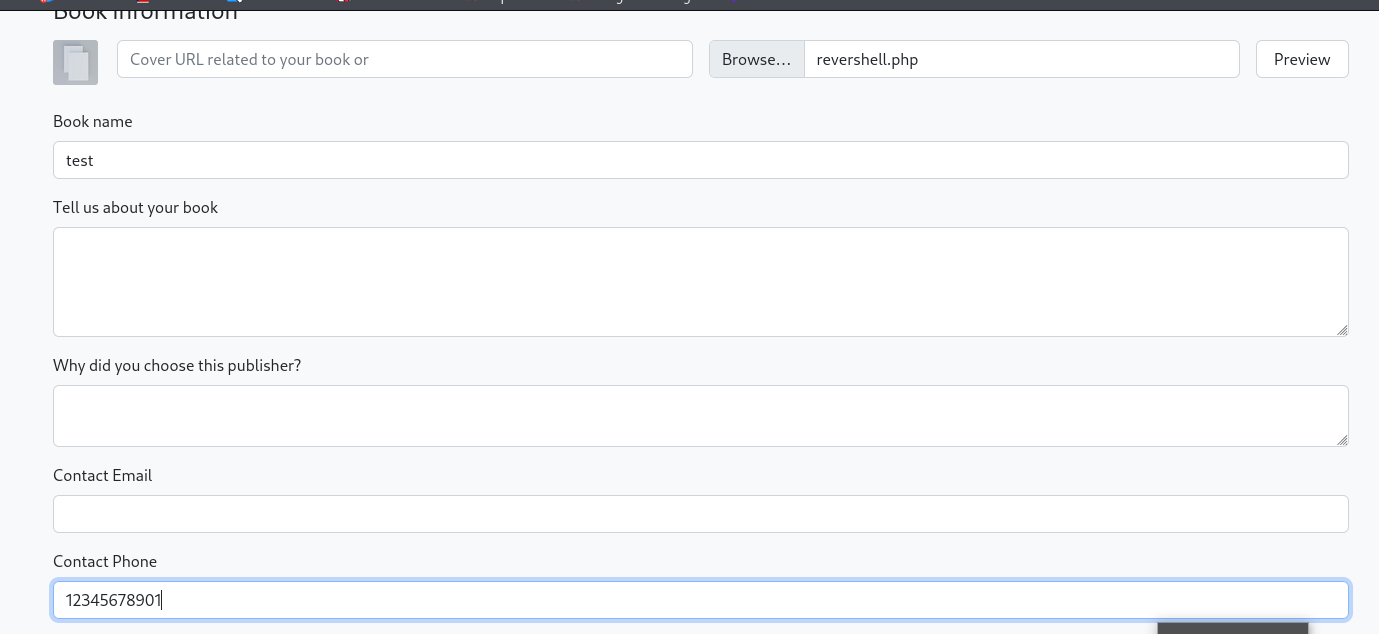 Book Information
Cover URL related to your book or
Browse... revershell.php
Preview
Book name
test
Tell us about your book
Why did you choose this publisher?
Contact Email
Contact Phone
12345678901